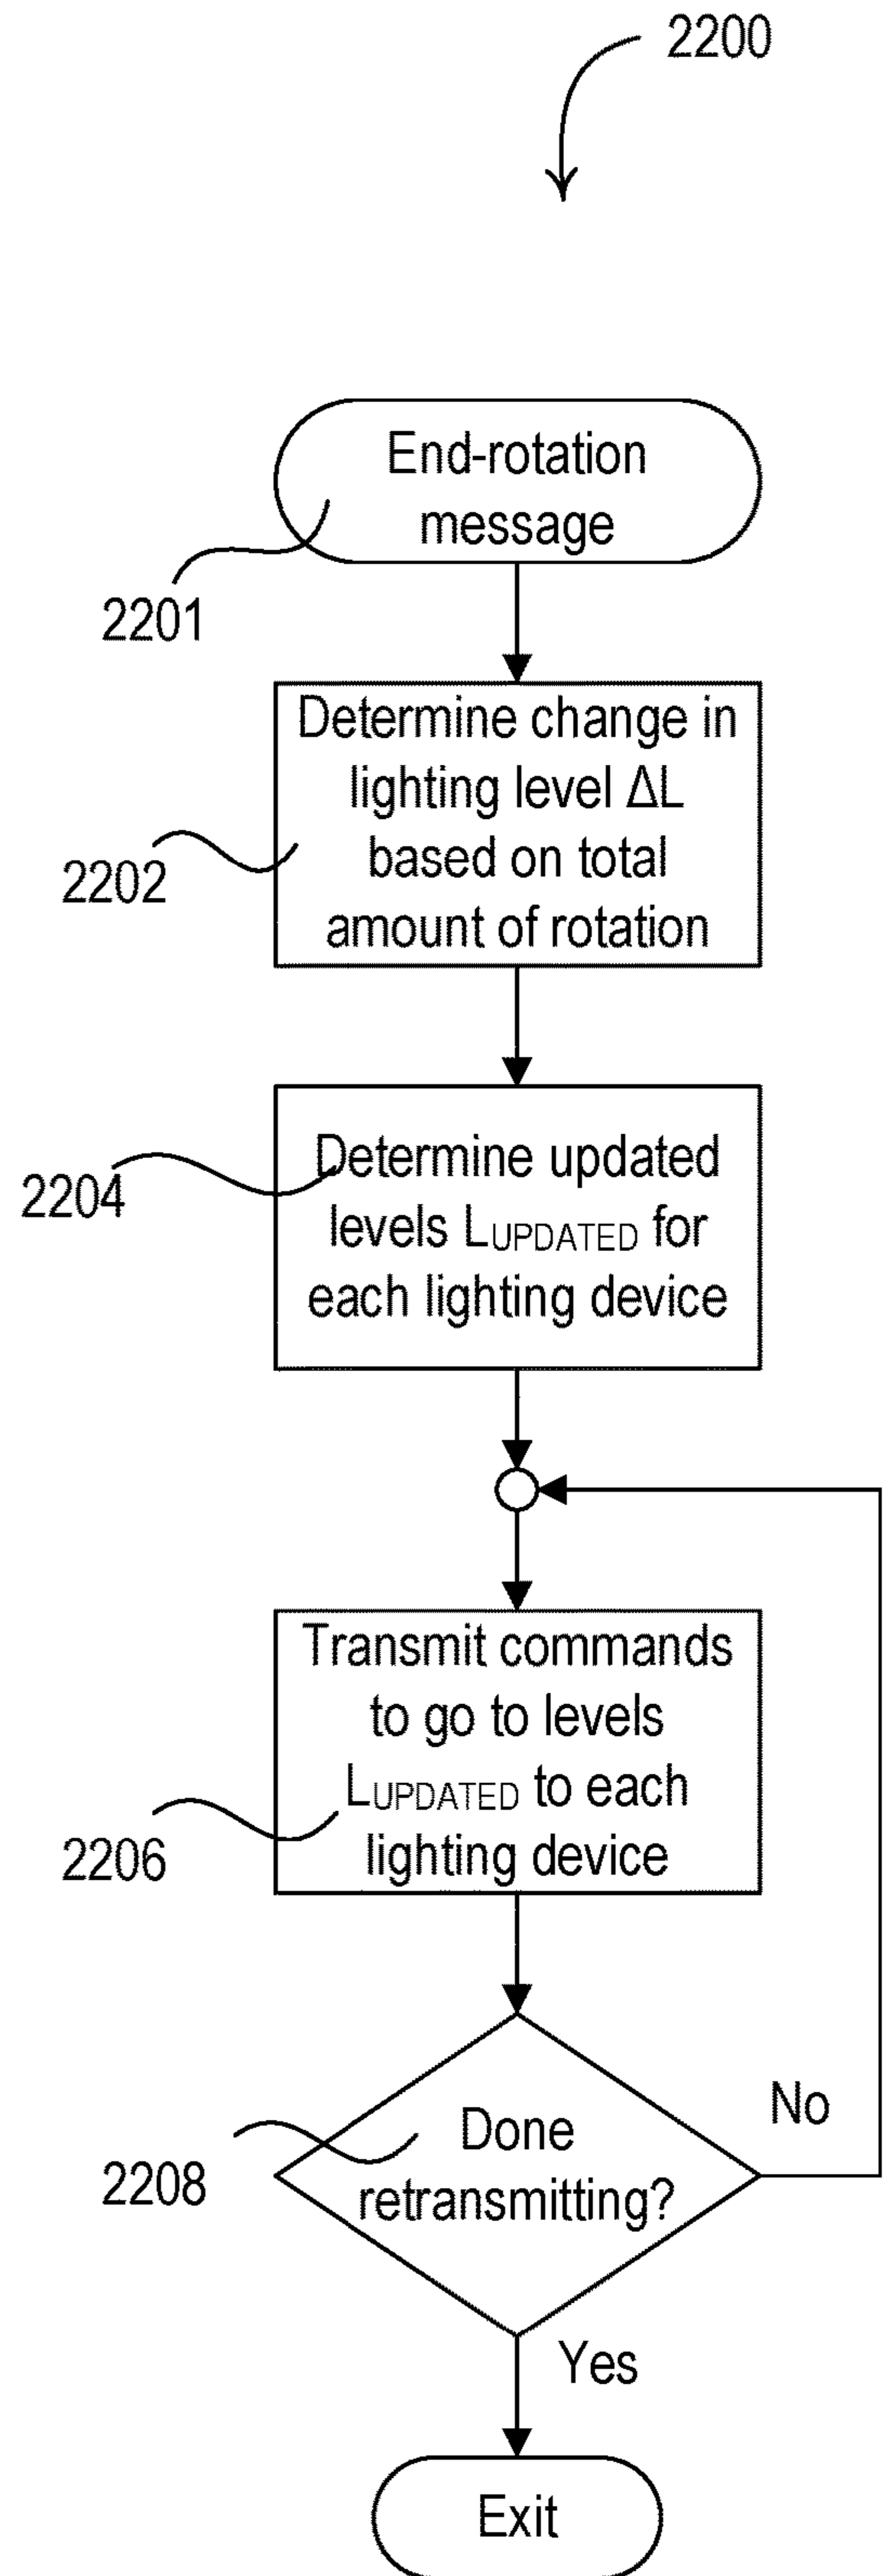 2200
End-rotation
message
2201
Determine change in
lighting level ΔL
based on total
amount of rotation
2202
Determine updated
levels LUPDATED for
each lighting device
2204
Transmit commands
to go to levels
LUPDATED to each
lighting device
2206
Done
retransmitting?
2208
No
Yes
Exit